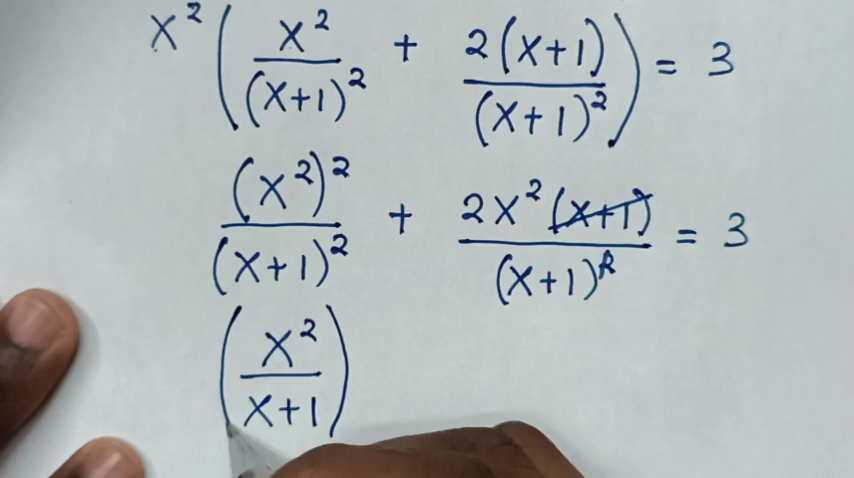 x² ( x²/(x+1)² + 2(x+1)/(x+1)² ) = 3
(x²)²/(x+1)² + 2x²(x+1)/(x+1)² = 3
( x²/x+1 )